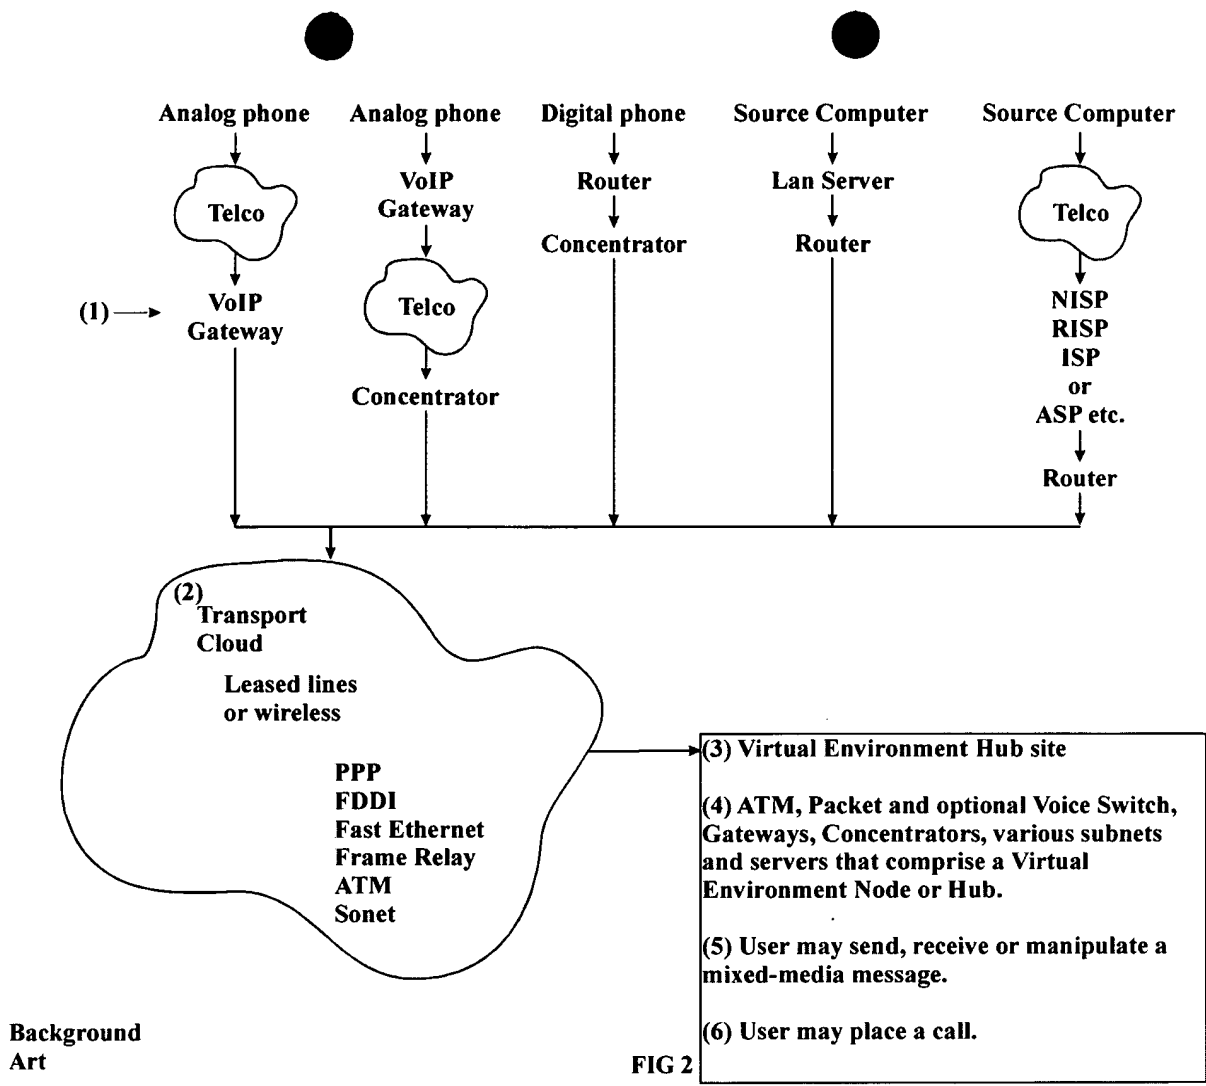 Analog phone
Analog phone
Digital phone
Source Computer
Source Computer
Telco
VoIP
Gateway
Router
Lan Server
Telco
Concentrator
Router
(1)
VoIP
Gateway
Telco
Concentrator
NISP
RISP
ISP
or
ASP etc.
Router
(2)
Transport
Cloud
Leased lines
or wireless
PPP
FDDI
Fast Ethernet
Frame Relay
ATM
Sonet
(3) Virtual Environment Hub site
(4) ATM, Packet and optional Voice Switch,
Gateways, Concentrators, various subnets
and servers that comprise a Virtual
Environment Node or Hub.
(5) User may send, receive or manipulate a
mixed-media message.
(6) User may place a call.
Background
Art
FIG 2